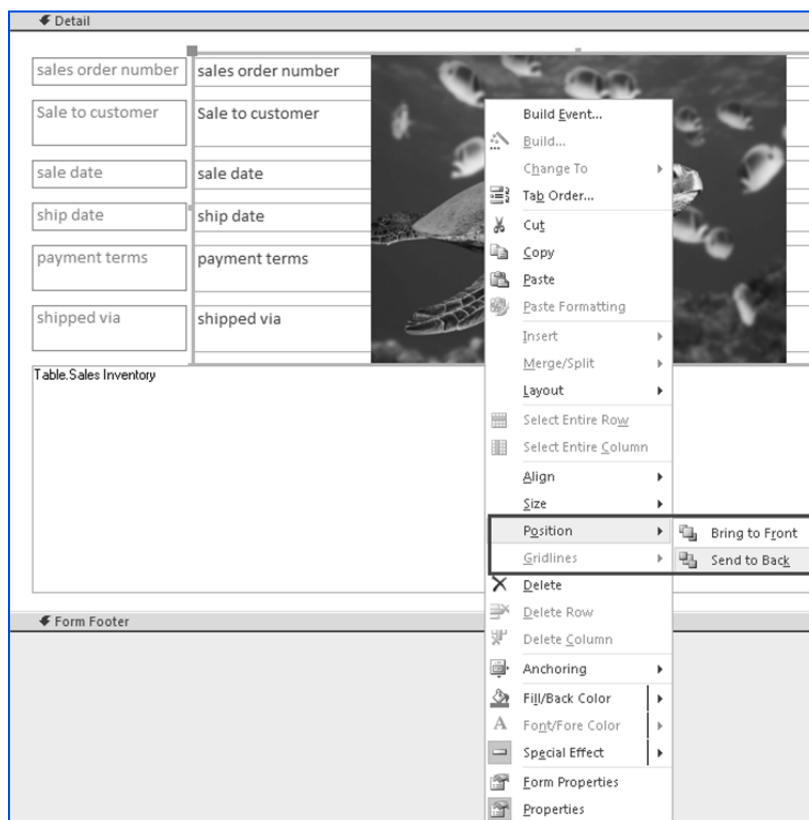 Detail
sales order number sales order number
Sale to customer Sale to customer
sale date sale date
ship date ship date
payment terms payment terms
shipped via shipped via
Table.Sales Inventory
Build Event...
Build...
Change To
Tab Order...
Cut
Copy
Paste
Paste Formatting
Insert
Merge/Split
Layout
Select Entire Row
Select Entire Column
Align
Size
Position
Gridlines
Delete
Delete Row
Delete Column
Anchoring
Fill/Back Color
Font/Fore Color
Special Effect
Form Properties
Properties
Bring to Front
Send to Back
Form Footer